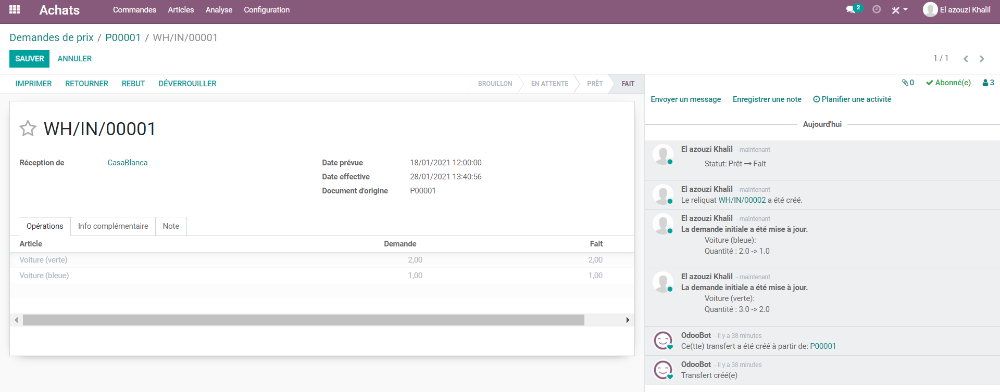 Achats Commandes Articles Analyse Configuration 2 El azouzi Khalil
Demandes de prix / P00001 / WH/IN/00001
SAUVER ANNULER 1 / 1
IMPRIMER RETOURNER REBUT DÉVERROUILLER BROUILLON EN ATTENTE PRÊT FAIT
WH/IN/00001
Réception de CasaBlanca
Date prévue 18/01/2021 12:00:00
Date effective 28/01/2021 13:40:56
Document d'origine P00001
Opérations Info complémentaire Note
Article Demande Fait
Voiture (verte) 2,00 2,00
Voiture (bleue) 1,00 1,00
0 Abonné(e) 3
Envoyer un message Enregistrer une note Planifier une activité
Aujourd'hui
El azouzi Khalil - maintenant
Statut: Prêt → Fait
El azouzi Khalil - maintenant
Le reliquat WH/IN/00002 a été créé.
El azouzi Khalil - maintenant
La demande initiale a été mise à jour.
Voiture (bleue):
Quantité : 2.0 -> 1.0
El azouzi Khalil - maintenant
La demande initiale a été mise à jour.
Voiture (verte):
Quantité : 3.0 -> 2.0
OdooBot - il y a 38 minutes
Ce(tte) transfert a été créé à partir de: P00001
OdooBot - il y a 38 minutes
Transfert créé(e)